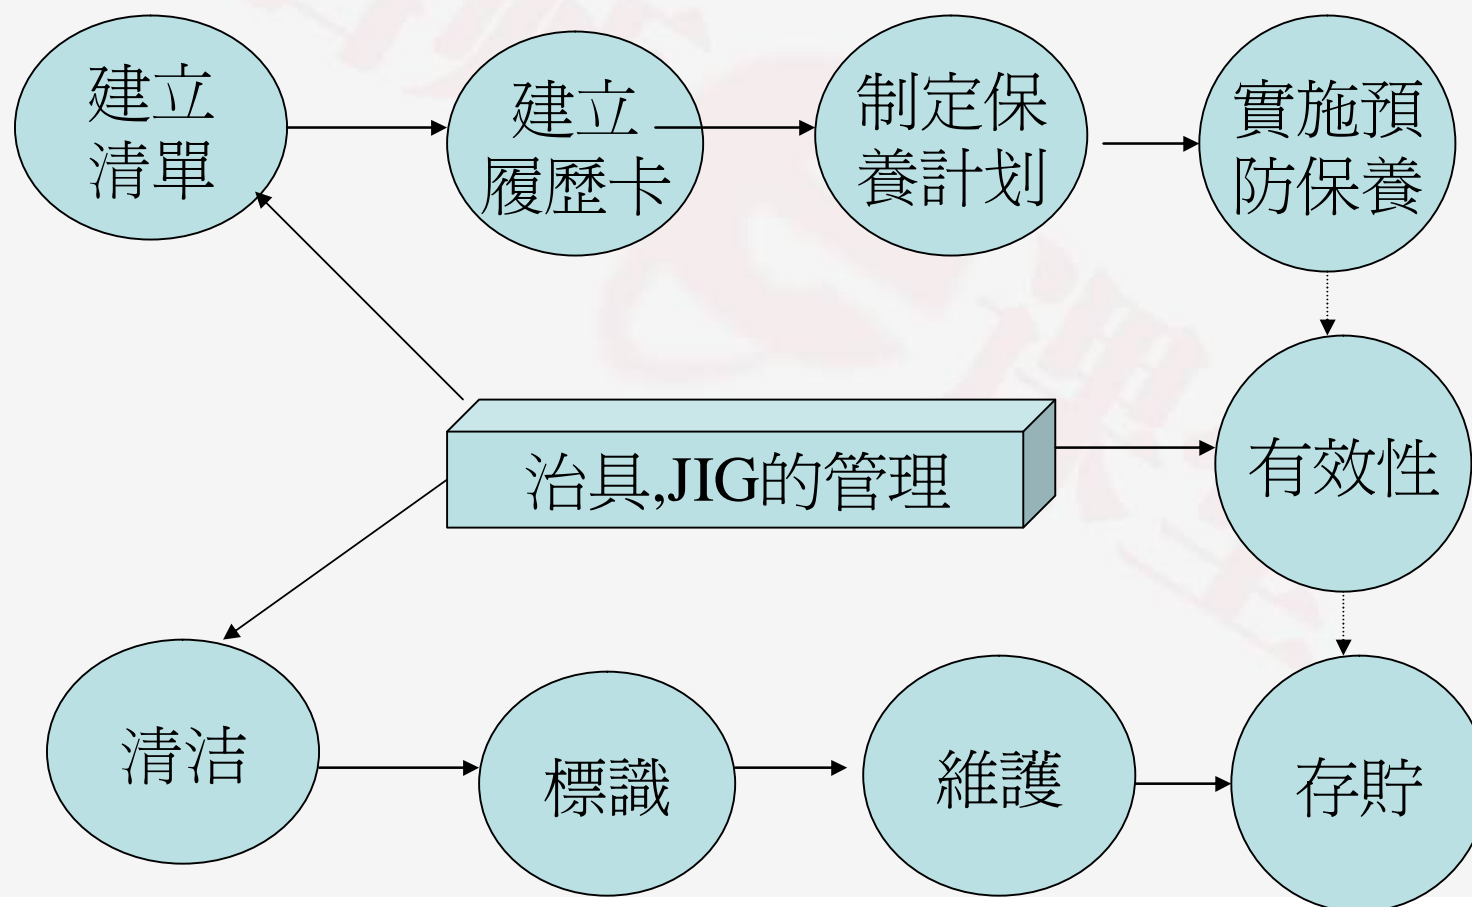 建立
清單
建立
履歷卡
制定保
養計划
實施預
防保養
治具,JIG的管理
有效性
清洁
標識
維護
存貯